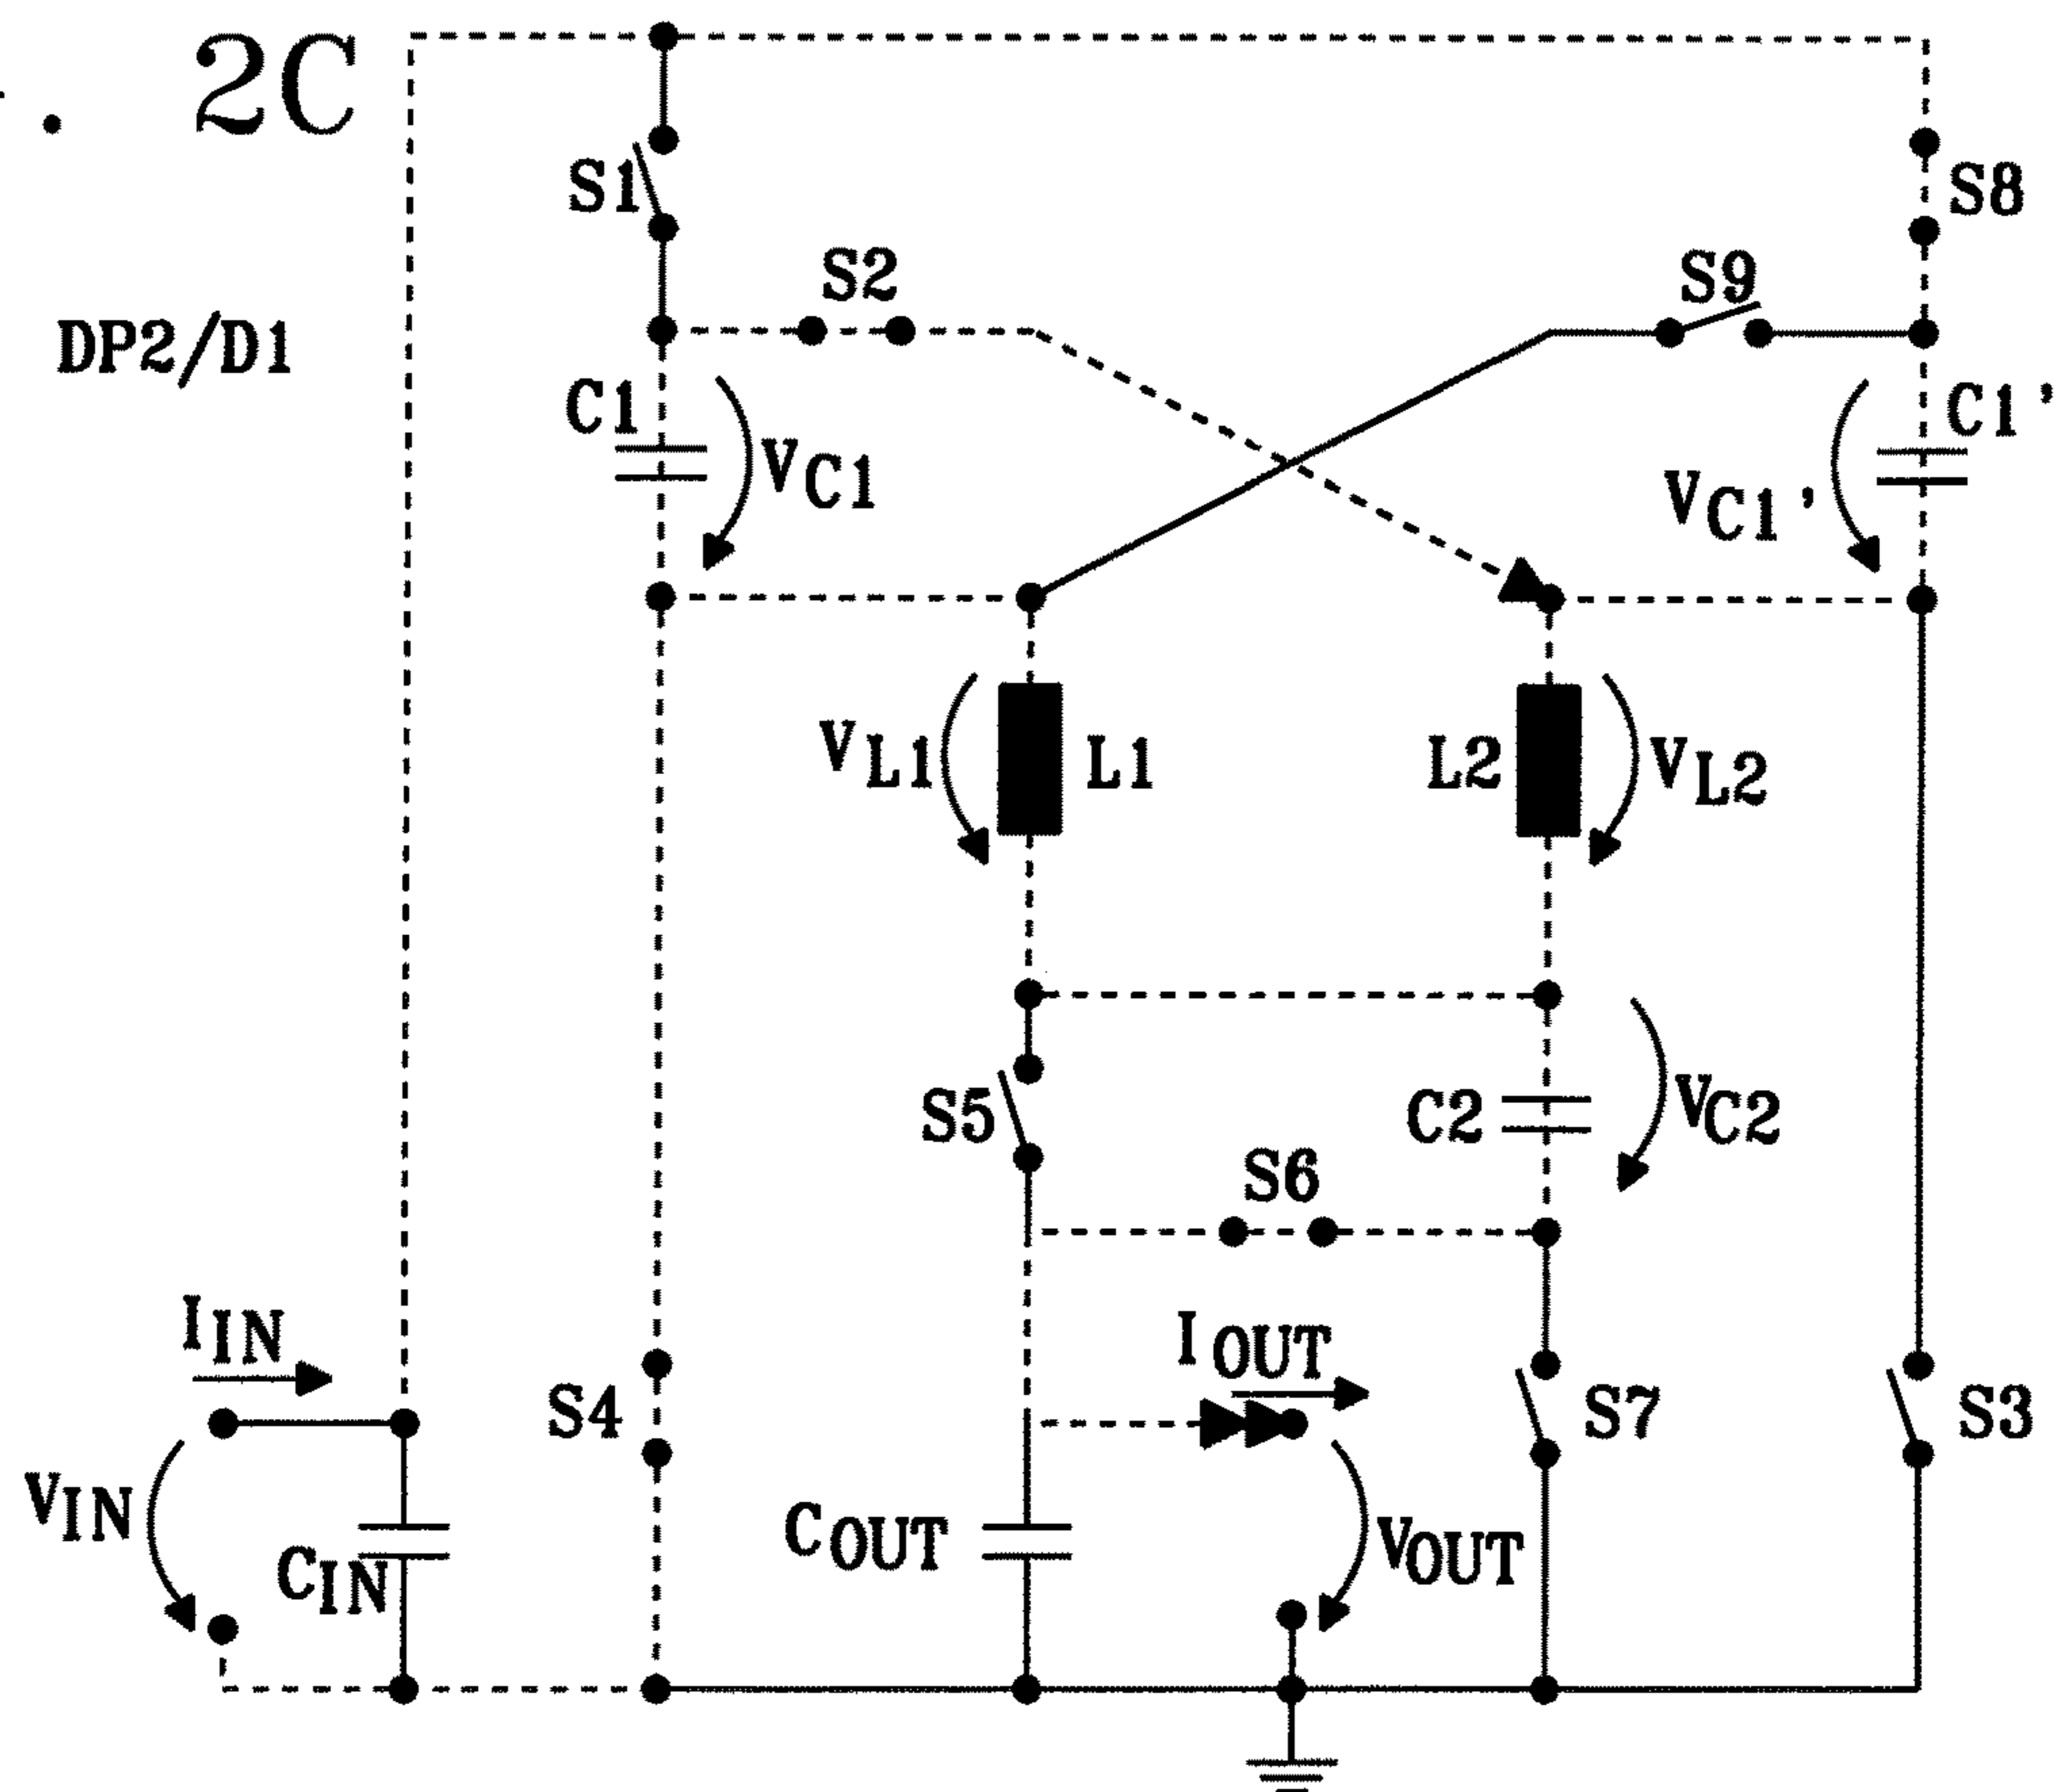 . 2C
S1
S8
S2
S9
DP2/D1
C1
VC1
C1'
VC1'
VL1
L1
L2
VL2
S5
C2
VC2
S6
IIN
IOUT
S4
S7
S3
VIN
CIN
COUT
VOUT